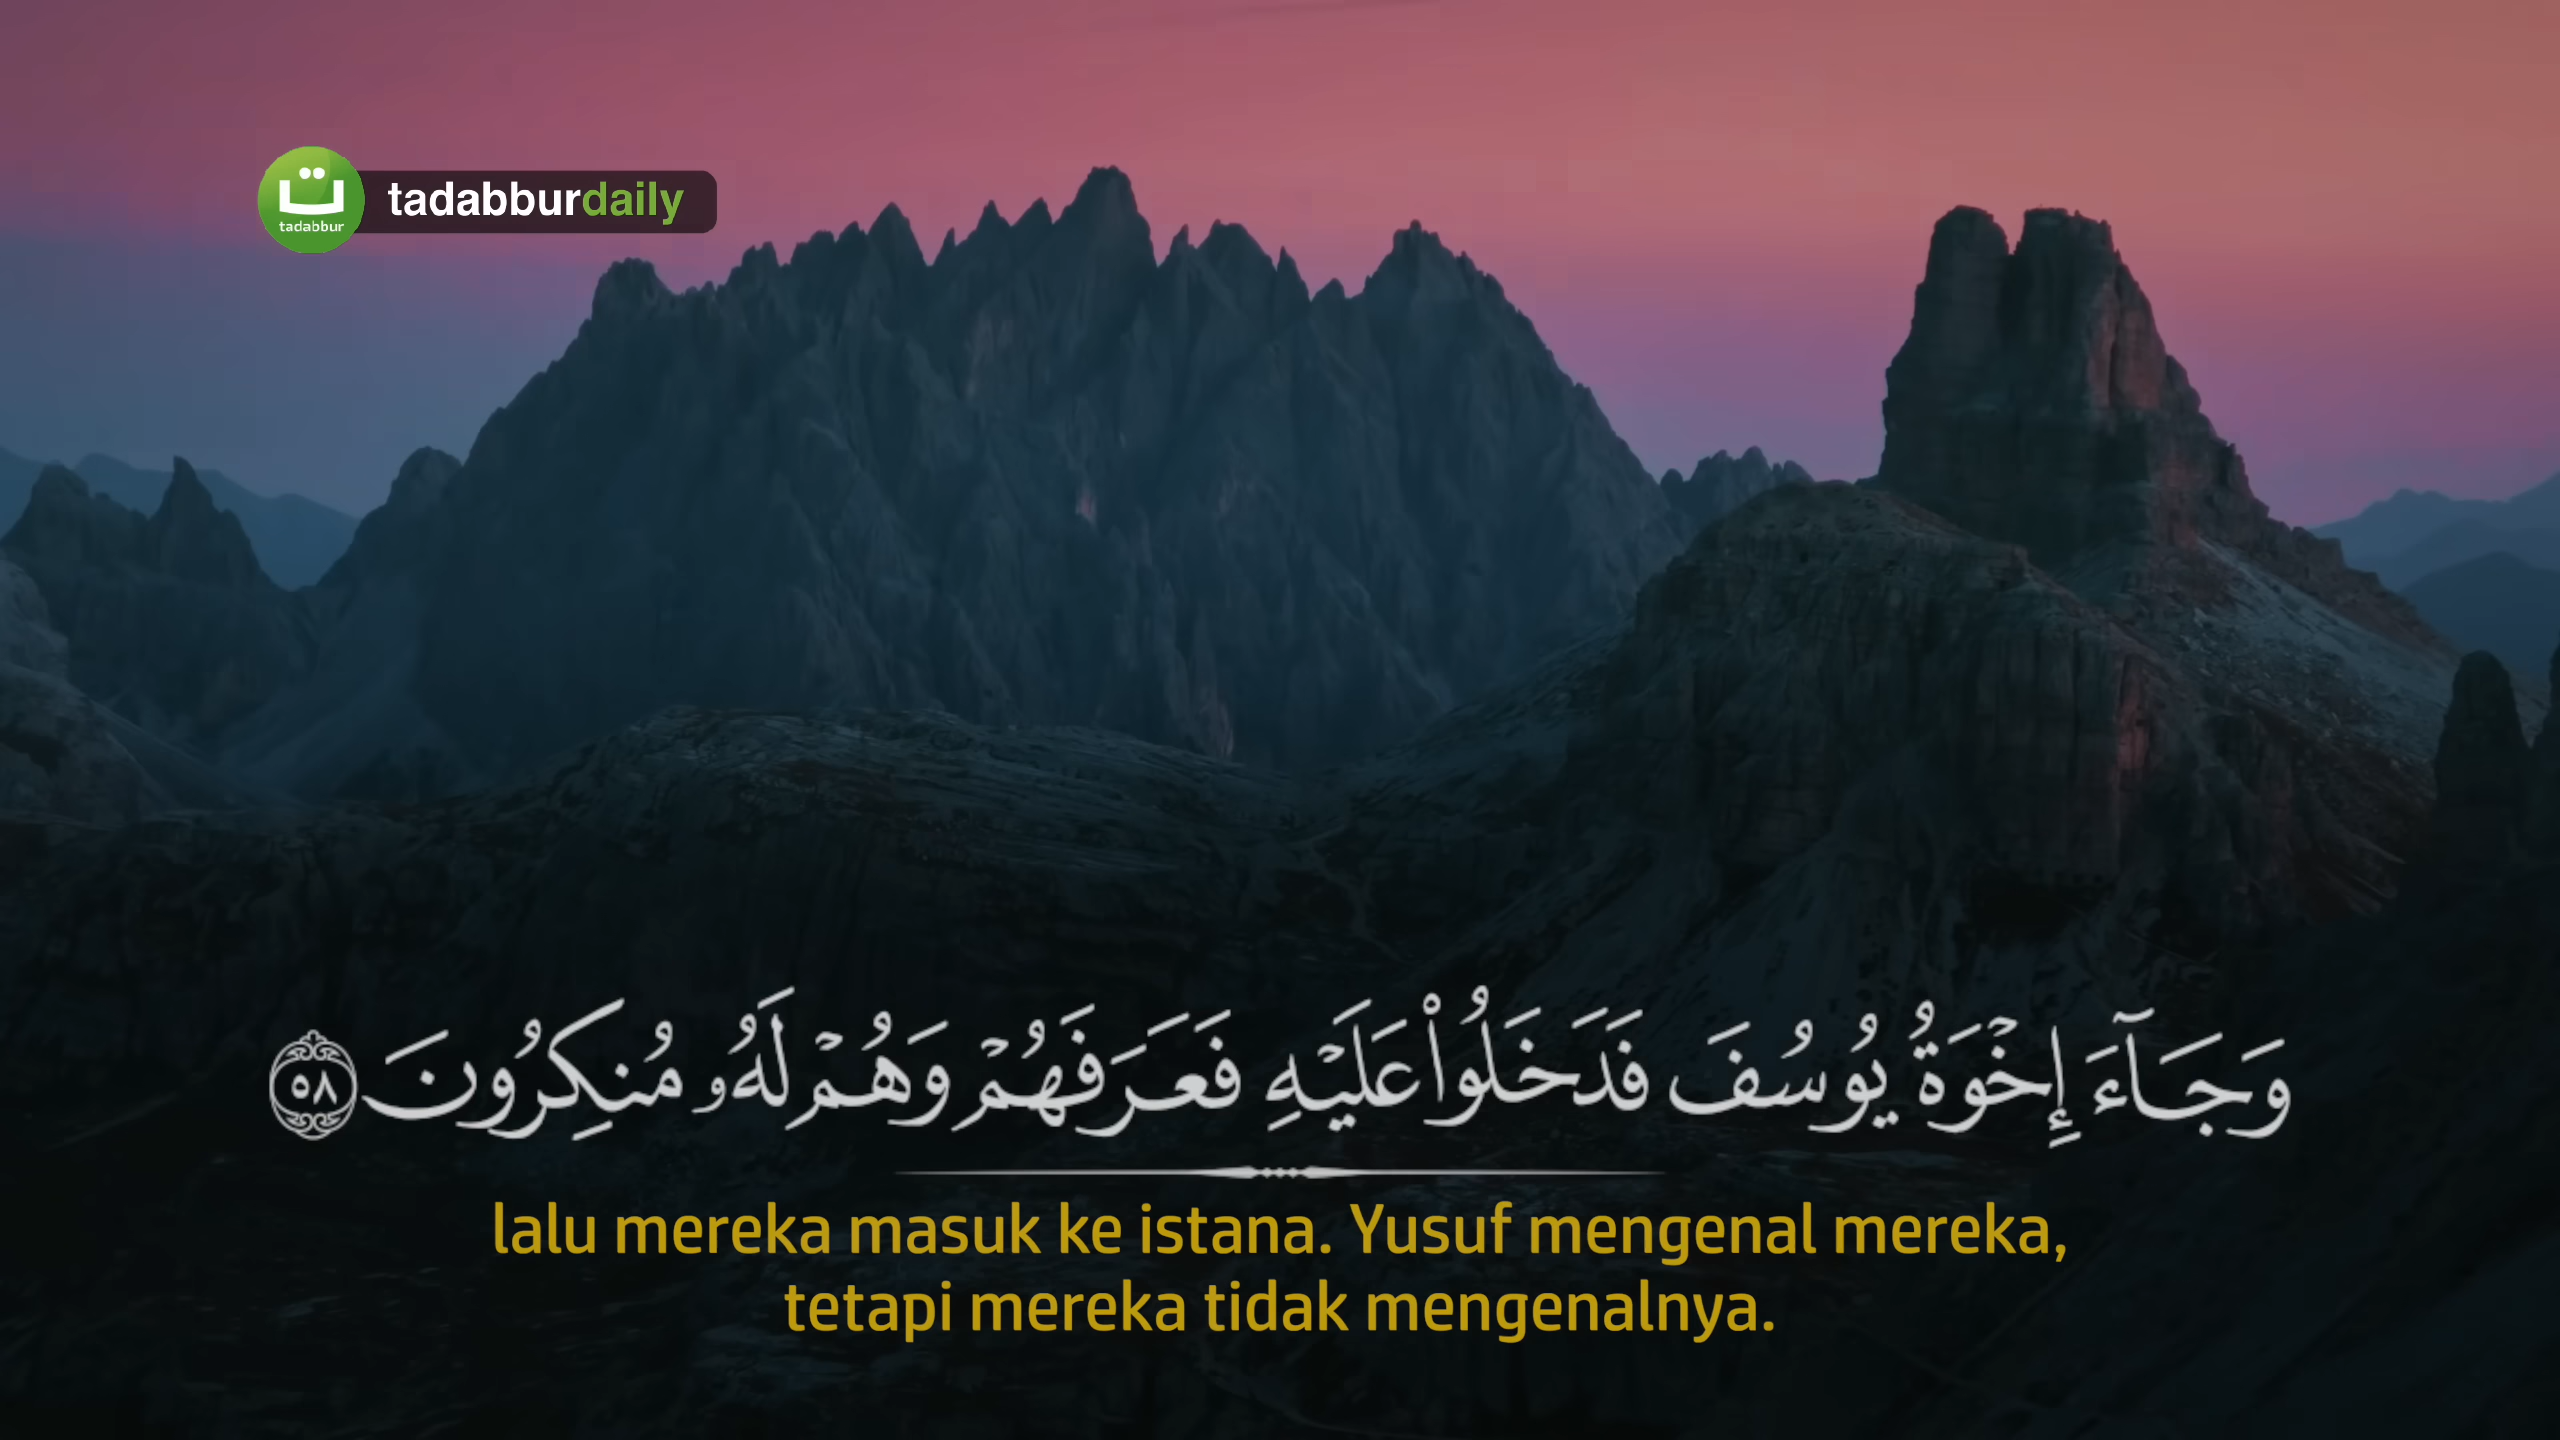 ت
tadabbur
tadabburdaily
وَجَآءَ إِخْوَةُ يُوسُفَ فَدَخَلُوا۟ عَلَيْهِ فَعَرَفَهُمْ وَهُمْ لَهُۥ مُنكِرُونَ ٥٨
lalu mereka masuk ke istana. Yusuf mengenal mereka,
tetapi mereka tidak mengenalnya.